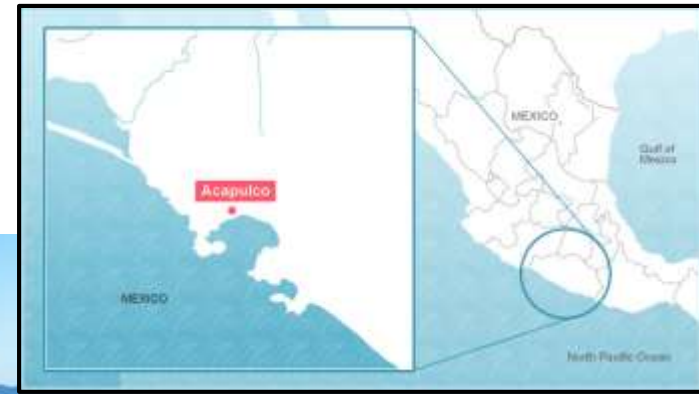 Acapulco
MEXICO
MEXICO
Gulf of
Mexico
North Pacific Ocean